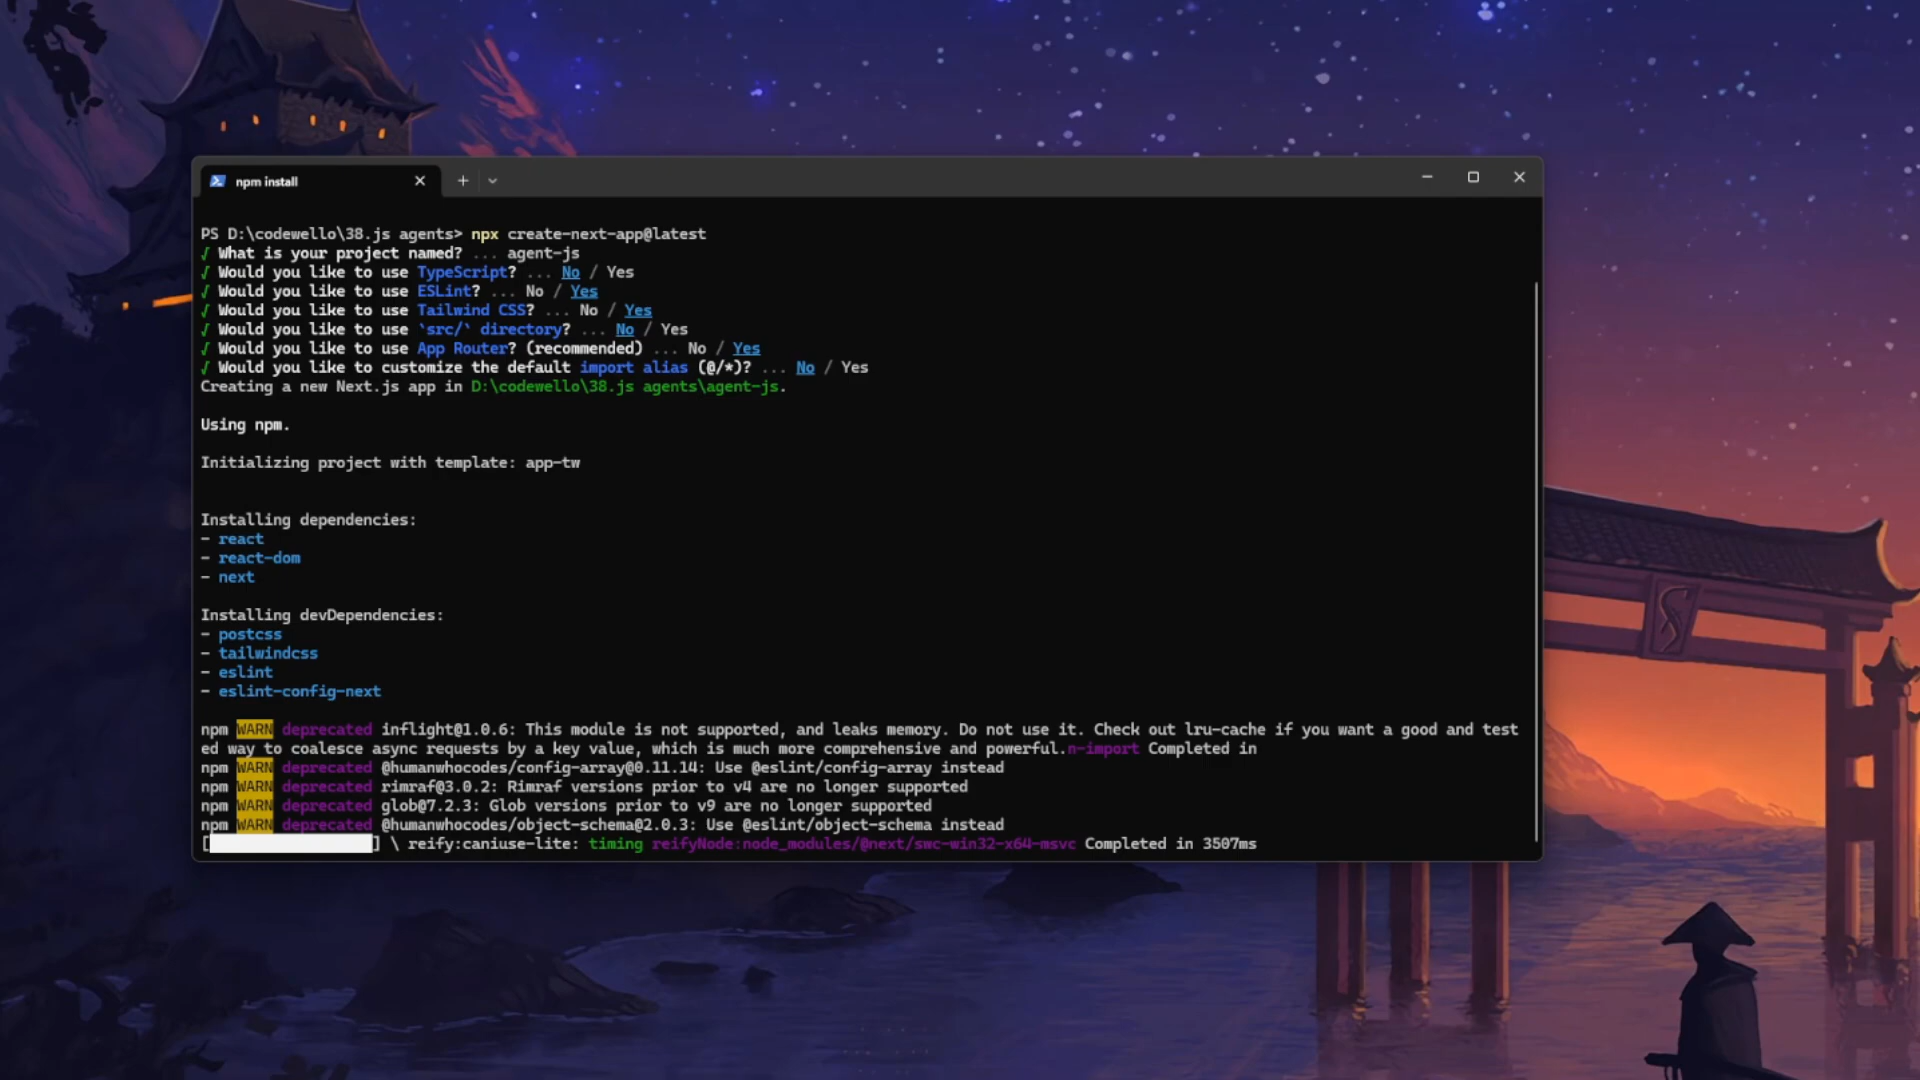 npm install
PS D:\codewello\38.js agents> npx create-next-app@latest
√ What is your project named? ... agent-js
√ Would you like to use TypeScript? ... No / Yes
√ Would you like to use ESLint? ... No / Yes
√ Would you like to use Tailwind CSS? ... No / Yes
√ Would you like to use `src/` directory? ... No / Yes
√ Would you like to use App Router? (recommended) ... No / Yes
√ Would you like to customize the default import alias (@/*)? ... No / Yes
Creating a new Next.js app in D:\codewello\38.js agents\agent-js.
Using npm.
Initializing project with template: app-tw
Installing dependencies:
- react
- react-dom
- next
Installing devDependencies:
- postcss
- tailwindcss
- eslint
- eslint-config-next
npm WARN deprecated inflight@1.0.6: This module is not supported, and leaks memory. Do not use it. Check out lru-cache if you want a good and test
ed way to coalesce async requests by a key value, which is much more comprehensive and powerful.n-import Completed in
npm WARN deprecated @humanwhocodes/config-array@0.11.14: Use @eslint/config-array instead
npm WARN deprecated rimraf@3.0.2: Rimraf versions prior to v4 are no longer supported
npm WARN deprecated glob@7.2.3: Glob versions prior to v9 are no longer supported
npm WARN deprecated @humanwhocodes/object-schema@2.0.3: Use @eslint/object-schema instead
[ ] \ reify:caniuse-lite: timing reifyNode:node_modules/@next/swc-win32-x64-msvc Completed in 3507ms